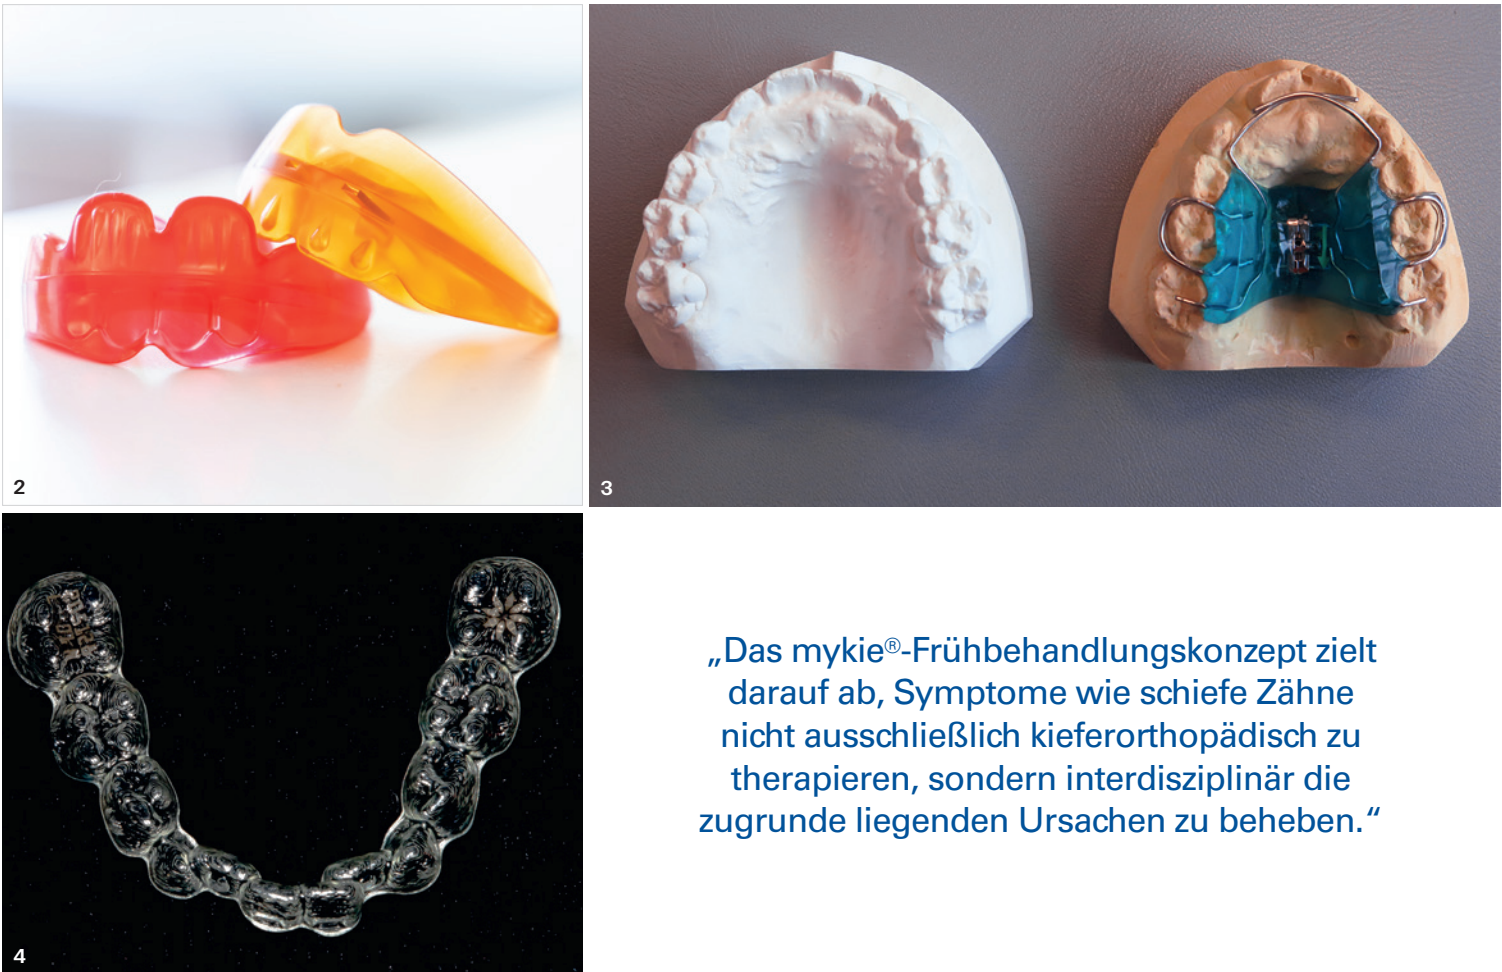 2
3
4
„Das mykie®-Frühbehandlungskonzept zielt
darauf ab, Symptome wie schiefe Zähne
nicht ausschließlich kieferorthopädisch zu
therapieren, sondern interdisziplinär die
zugrunde liegenden Ursachen zu beheben.“